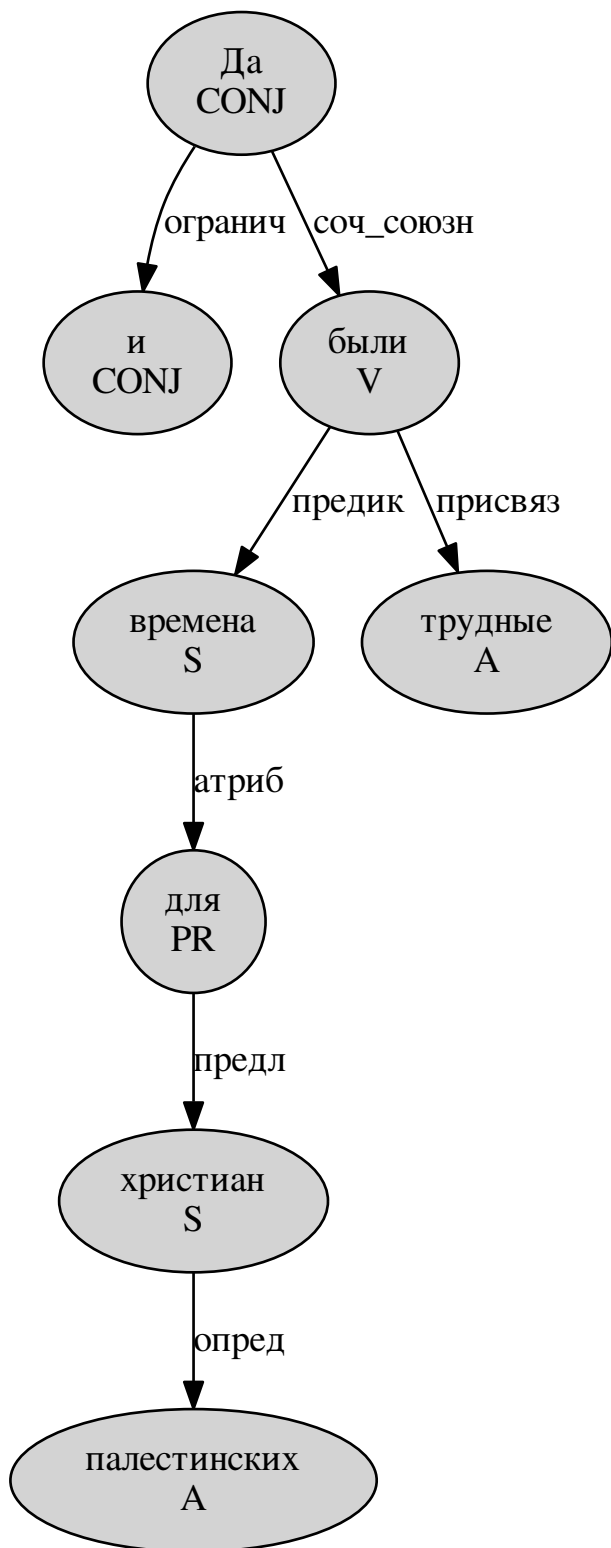 Да
CONJ
огранич
соч_союзн
и
CONJ
были
V
предик
присвяз
времена
S
трудные
A
атриб
для
PR
предл
христиан
S
опред
палестинских
A